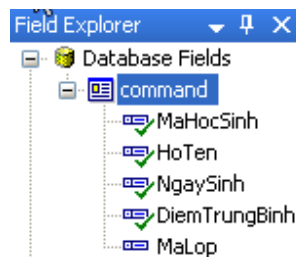 Field Explorer
Database Fields
command
MaHocSinh
HoTen
NgaySinh
DiemTrungBinh
MaLop